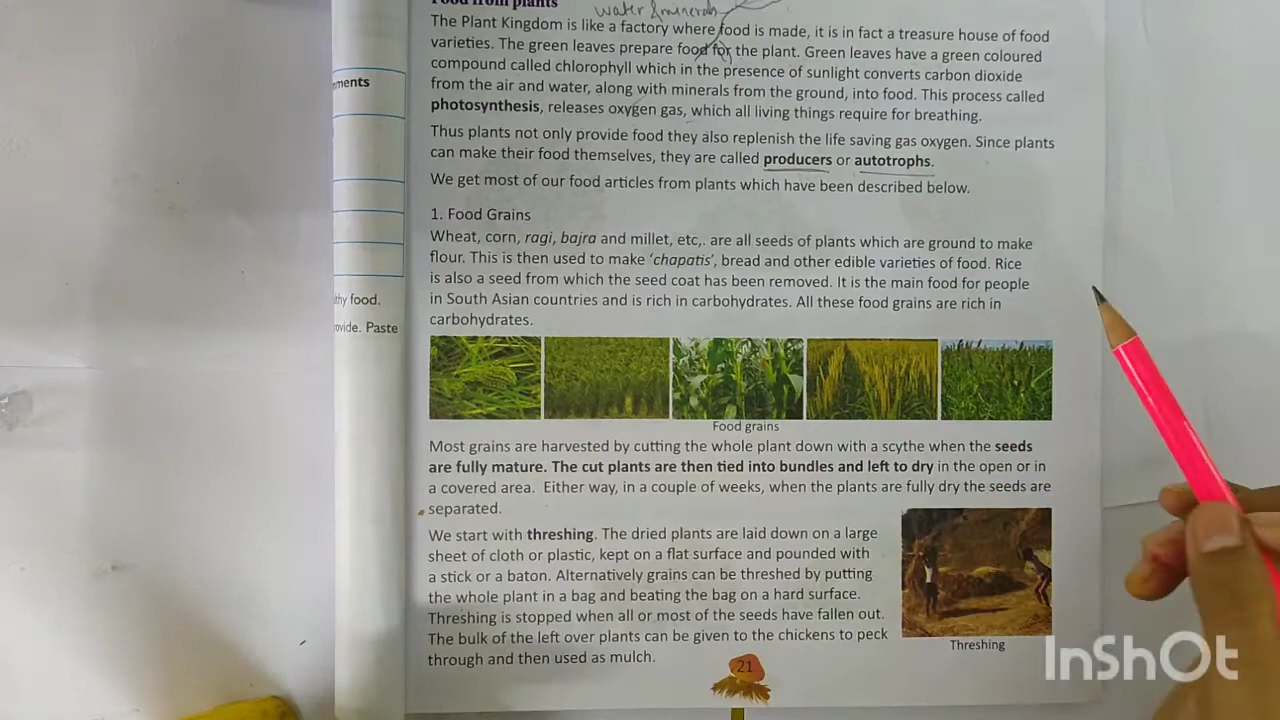 Food from plants
water & minerals
The Plant Kingdom is like a factory where food is made, it is in fact a treasure house of food
varieties. The green leaves prepare food for the plant. Green leaves have a green coloured
compound called chlorophyll which in the presence of sunlight converts carbon dioxide
from the air and water, along with minerals from the ground, into food. This process called
photosynthesis, releases oxygen gas, which all living things require for breathing.
Thus plants not only provide food they also replenish the life saving gas oxygen. Since plants
can make their food themselves, they are called producers or autotrophs.
We get most of our food articles from plants which have been described below.
1. Food Grains
Wheat, corn, ragi, bajra and millet, etc,. are all seeds of plants which are ground to make
flour. This is then used to make ‘chapatis’, bread and other edible varieties of food. Rice
is also a seed from which the seed coat has been removed. It is the main food for people
in South Asian countries and is rich in carbohydrates. All these food grains are rich in
carbohydrates.
Food grains
Most grains are harvested by cutting the whole plant down with a scythe when the seeds
are fully mature. The cut plants are then tied into bundles and left to dry in the open or in
a covered area. Either way, in a couple of weeks, when the plants are fully dry the seeds are
separated.
We start with threshing. The dried plants are laid down on a large
sheet of cloth or plastic, kept on a flat surface and pounded with
a stick or a baton. Alternatively grains can be threshed by putting
the whole plant in a bag and beating the bag on a hard surface.
Threshing is stopped when all or most of the seeds have fallen out.
The bulk of the left over plants can be given to the chickens to peck
through and then used as mulch.
Threshing
21
ments
thy food.
ovide. Paste
InShOt